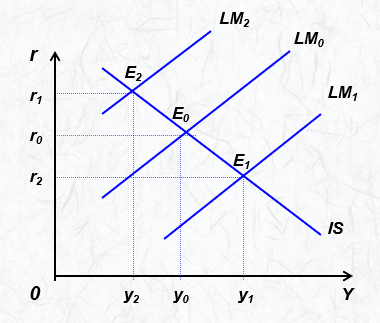 LM₂
r
LM₀
E₂
r₁
LM₁
E₀
r₀
E₁
r₂
IS
0
y₂
y₀
y₁
Y